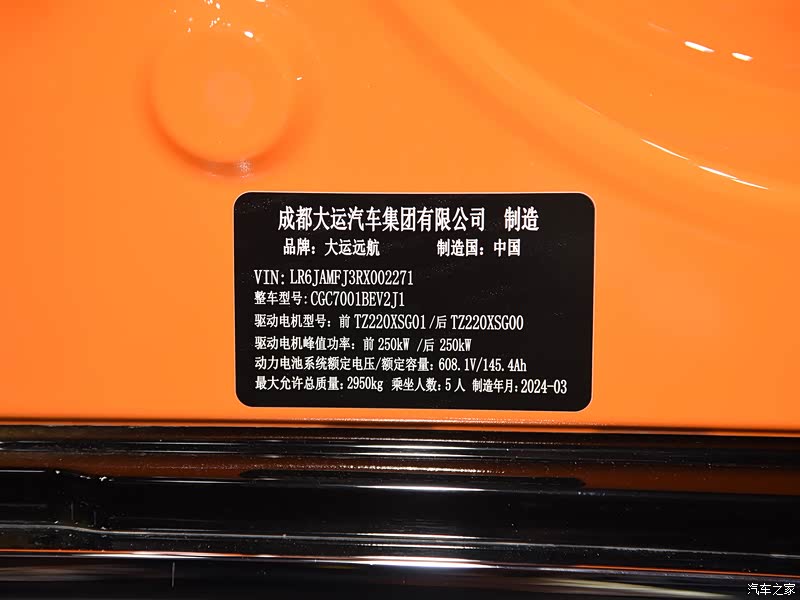 成都大运汽车集团有限公司 制造
品牌：大运远航 制造国：中国
VIN: LR6JAMFJ3RX002271
整车型号: CGC7001BEV2J1
驱动电机型号：前 TZ220XSG01 /后 TZ220XSG00
驱动电机峰值功率：前 250kW /后 250kW
动力电池系统额定电压/额定容量: 608.1V/145.4Ah
最大允许总质量: 2950kg 乘坐人数: 5 人 制造年月: 2024-03
汽车之家